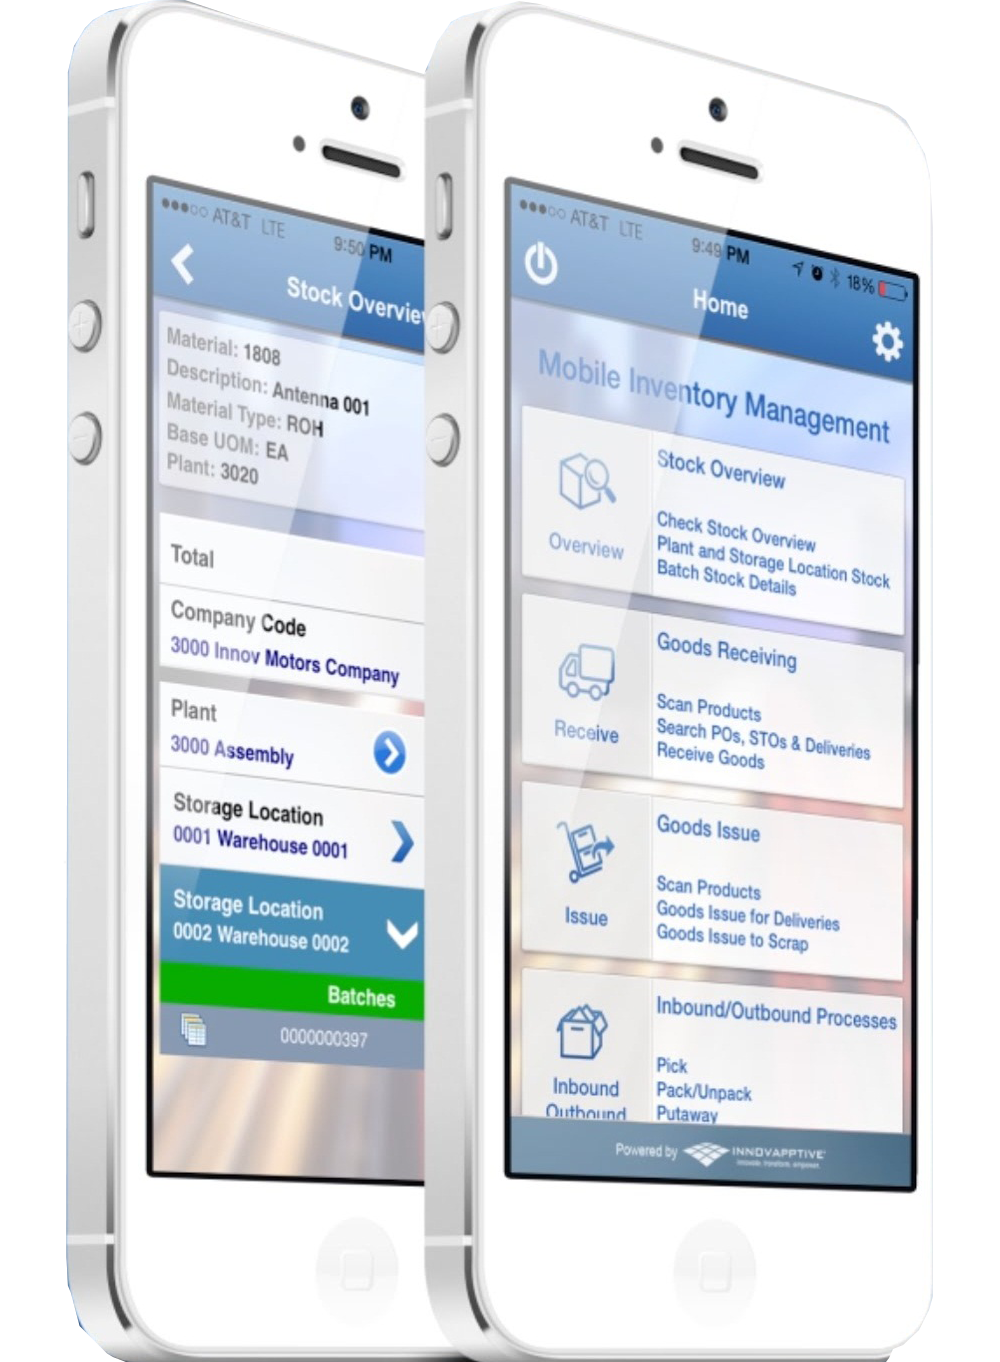 AT&T LTE
9:50 PM
Stock Overview
Material: 1808
Description: Antenna 001
Material Type: ROH
Base UOM: EA
Plant: 3020
Total
Company Code
3000 Innov Motors Company
Plant
3000 Assembly
Storage Location
0001 Warehouse 0001
Storage Location
0002 Warehouse 0002
Batches
0000000397
AT&T LTE
9:49 PM
18%
Home
Mobile Inventory Management
Overview
Stock Overview
Check Stock Overview
Plant and Storage Location Stock
Batch Stock Details
Receive
Goods Receiving
Scan Products
Search POs, STOs & Deliveries
Receive Goods
Issue
Goods Issue
Scan Products
Goods Issue for Deliveries
Goods Issue to Scrap
Inbound
Outbound
Inbound/Outbound Processes
Pick
Pack/Unpack
Putaway
Powered by INNOVAPPTIVE
Innovate, transform, empower.